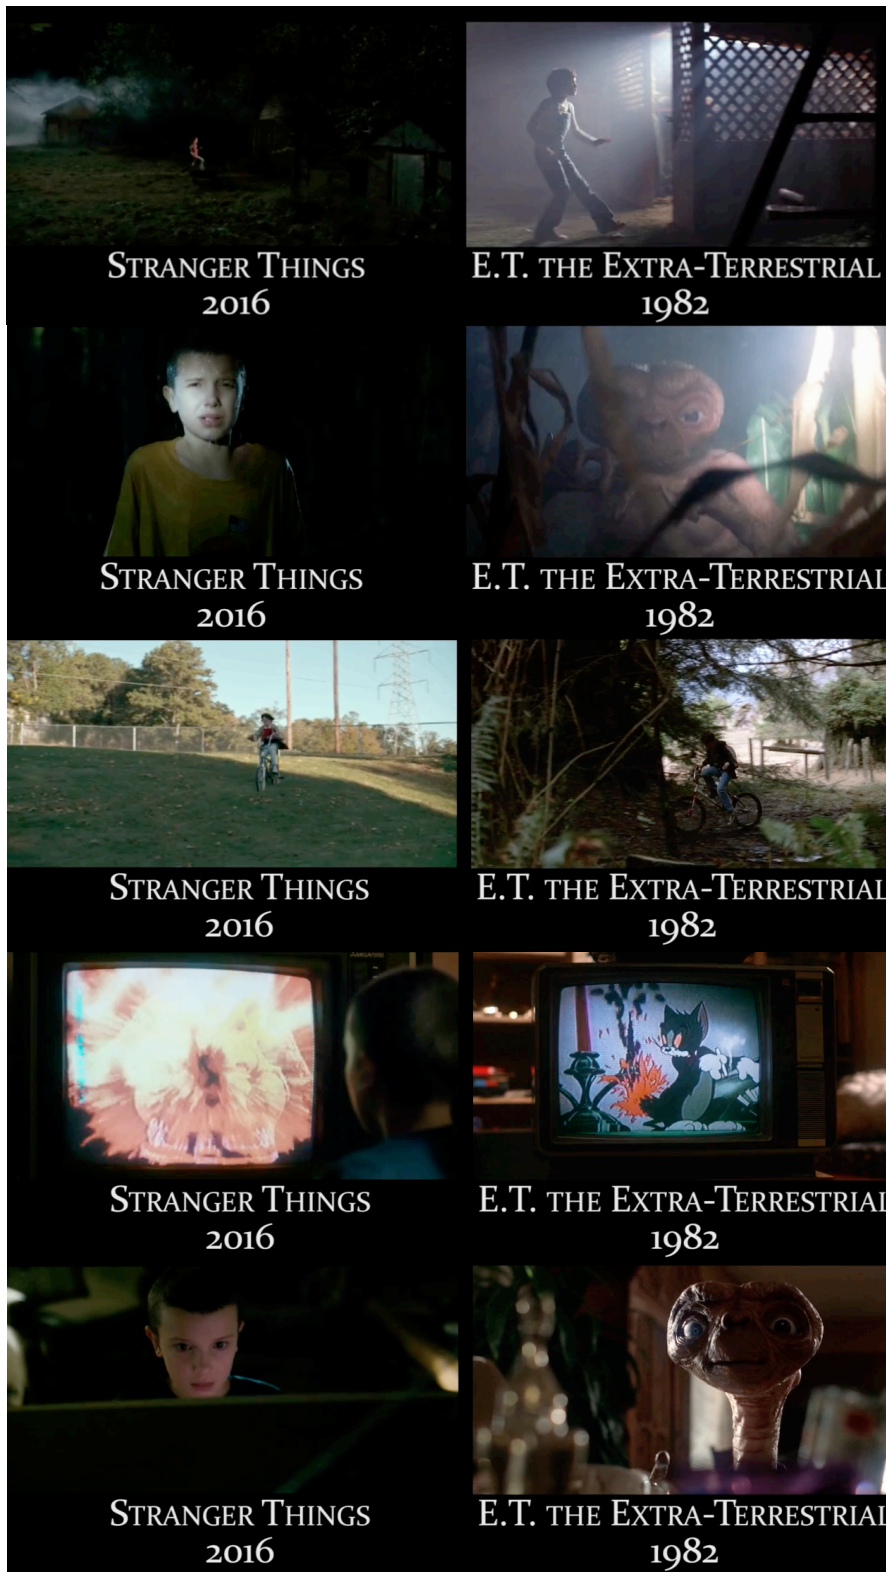 Stranger Things
E.T. the Extra-Terrestrial
2016
1982
Stranger Things
E.T. the Extra-Terrestrial
2016
1982
Stranger Things
E.T. the Extra-Terrestrial
2016
1982
Stranger Things
E.T. the Extra-Terrestrial
2016
1982
Stranger Things
E.T. the Extra-Terrestrial
2016
1982